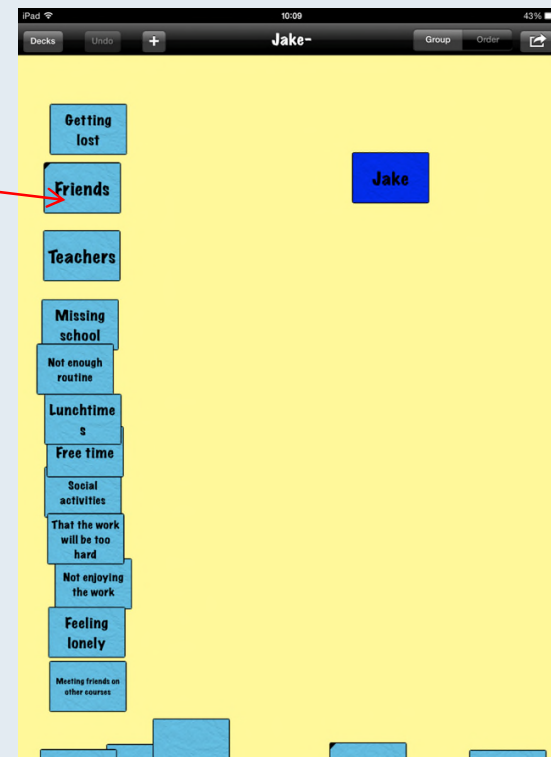 iPad 10:09 43%
Decks Undo + Jake- Group Order
Getting
lost
Friends
Jake
Teachers
Missing
school
Not enough
routine
Lunchtime
s
Free time
Social
activities
That the work
will be too
hard
Not enjoying
the work
Feeling
lonely
Meeting friends on
other courses